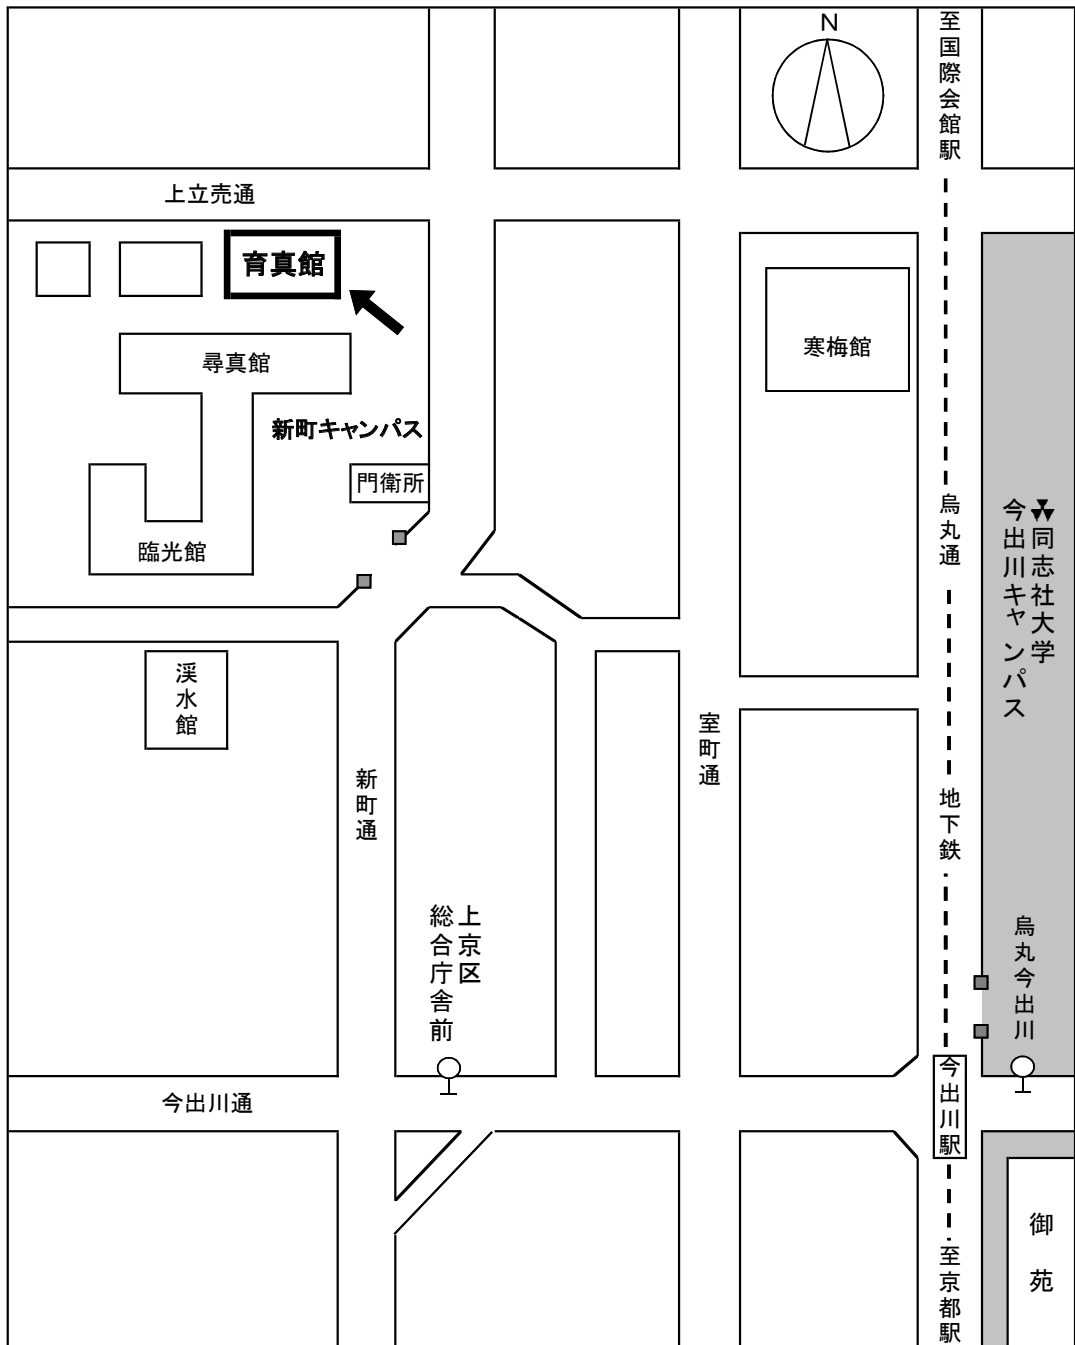 N
至国際会館駅
上立売通
育真館
尋真館
寒梅館
新町キャンパス
門衛所
臨光館
烏丸通
同志社大学
今出川キャンパス
渓水館
室町通
新町通
地下鉄
上京区
総合庁舎前
烏丸今出川
今出川駅
今出川通
御苑
至京都駅